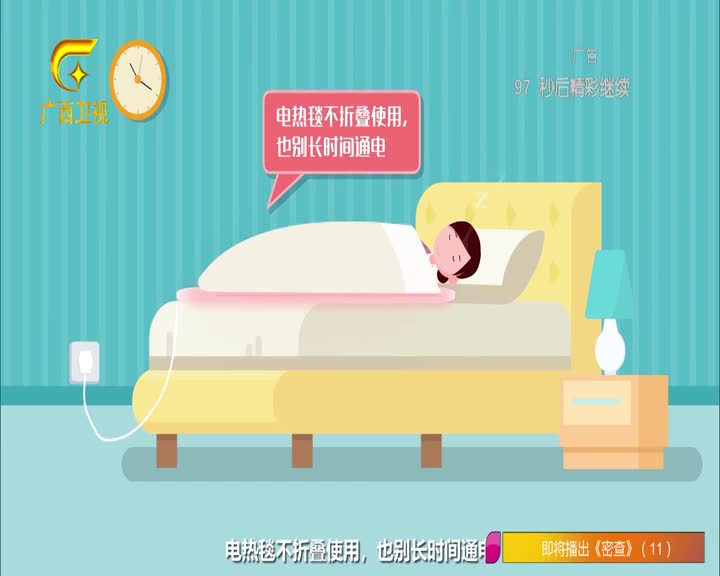 广告
97 秒后精彩继续
广西卫视
电热毯不折叠使用,
也别长时间通电
Z
电热毯不折叠使用，也别长时间通电
即将播出《密查》（11）